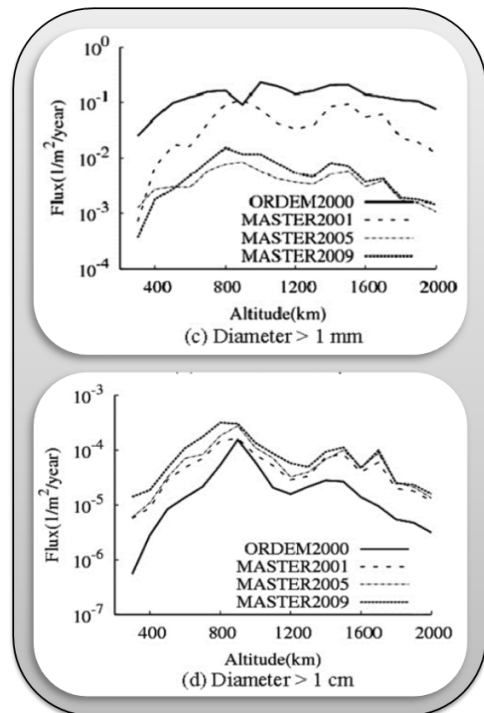 10^0
10^-1
10^-2
10^-3
10^-4
Flux(1/m^2/year)
ORDEM2000
MASTER2001
MASTER2005
MASTER2009
400 800 1200 1600 2000
Altitude(km)
(c) Diameter > 1 mm
10^-3
10^-4
10^-5
10^-6
10^-7
Flux(1/m^2/year)
ORDEM2000
MASTER2001
MASTER2005
MASTER2009
400 800 1200 1600 2000
Altitude(km)
(d) Diameter > 1 cm